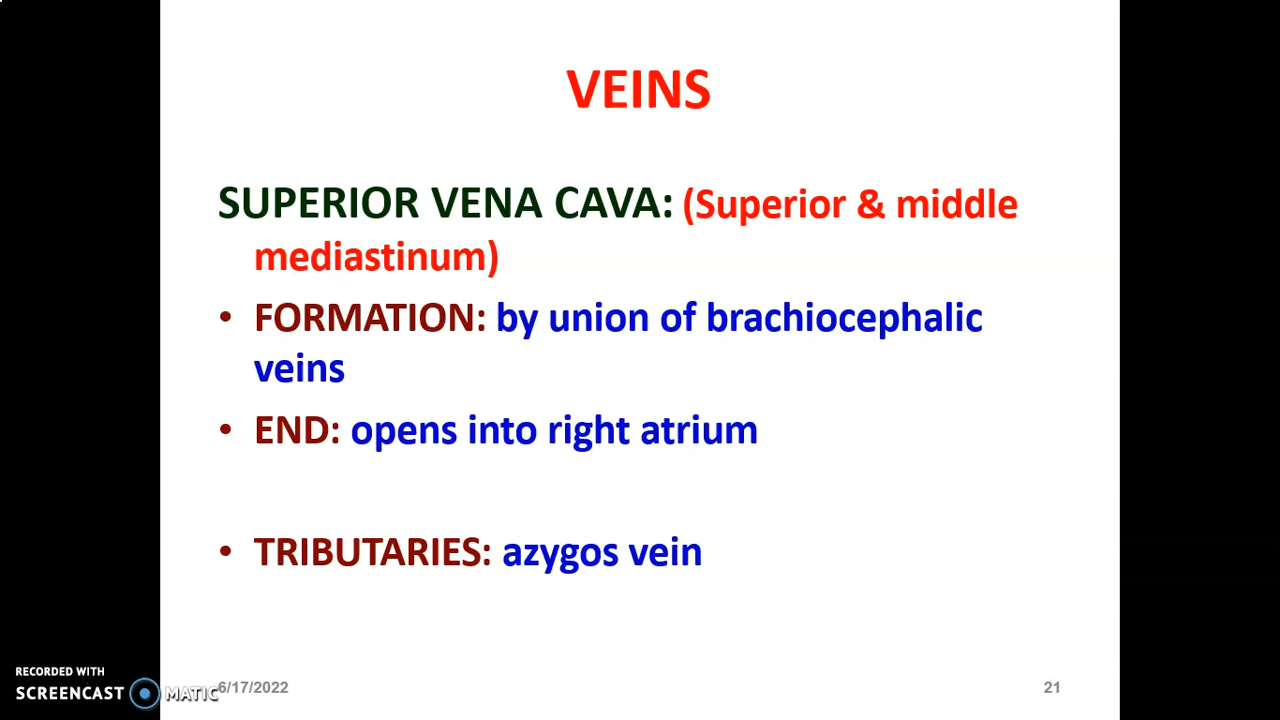 VEINS
SUPERIOR VENA CAVA: (Superior & middle
mediastinum)
• FORMATION: by union of brachiocephalic
veins
• END: opens into right atrium
• TRIBUTARIES: azygos vein
RECORDED WITH
SCREENCAST MATIC
6/17/2022
21